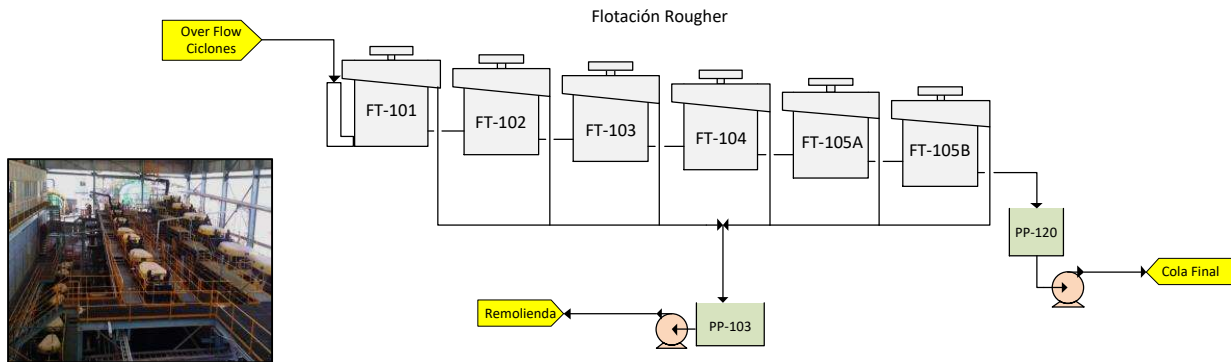 Flotación Rougher
Over Flow
Ciclones
FT-101
FT-102
FT-103
FT-104
FT-105A
FT-105B
PP-120
Cola Final
Remolienda
PP-103